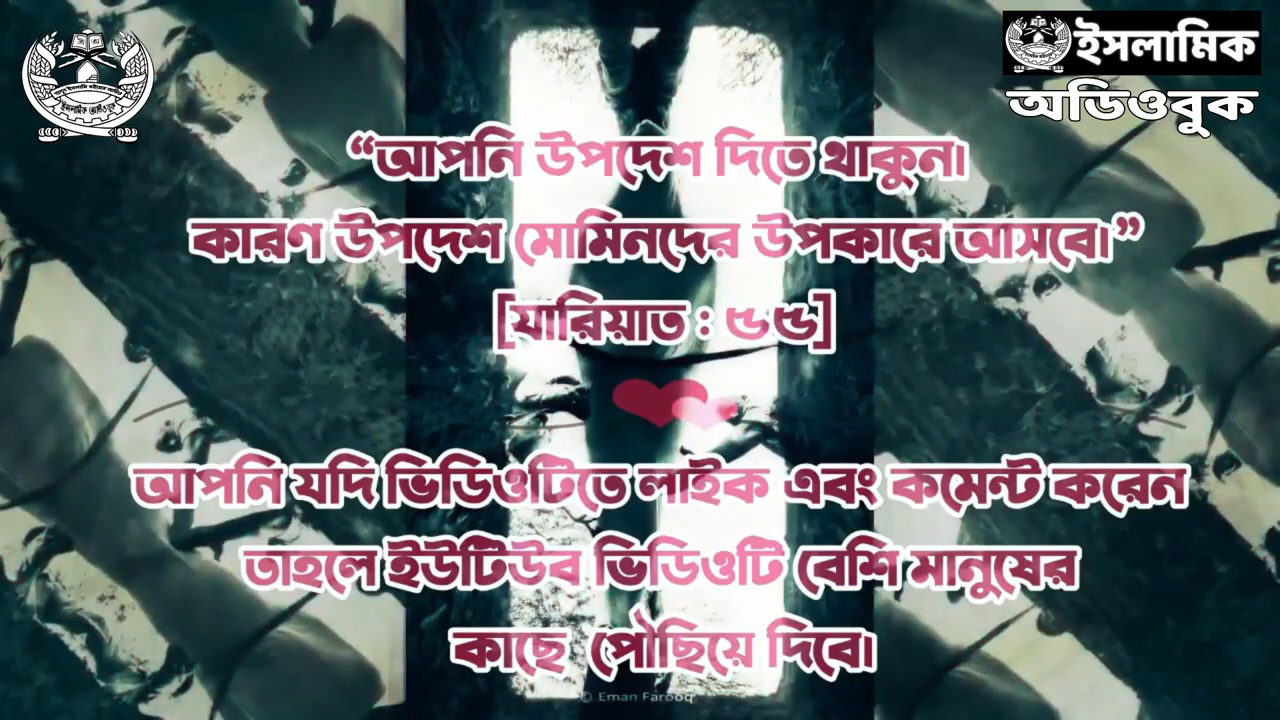 ইসলামিক
অডিওবুক
“আপনি উপদেশ দিতে থাকুন।
কারণ উপদেশ মোমিনদের উপকারে আসবে।”
[যারিয়াত : ৫৫]
আপনি যদি ভিডিওটিতে লাইক এবং কমেন্ট করেন
তাহলে ইউটিউব ভিডিওটি বেশি মানুষের
কাছে পৌছিয়ে দিবে।
© Eman Farooq